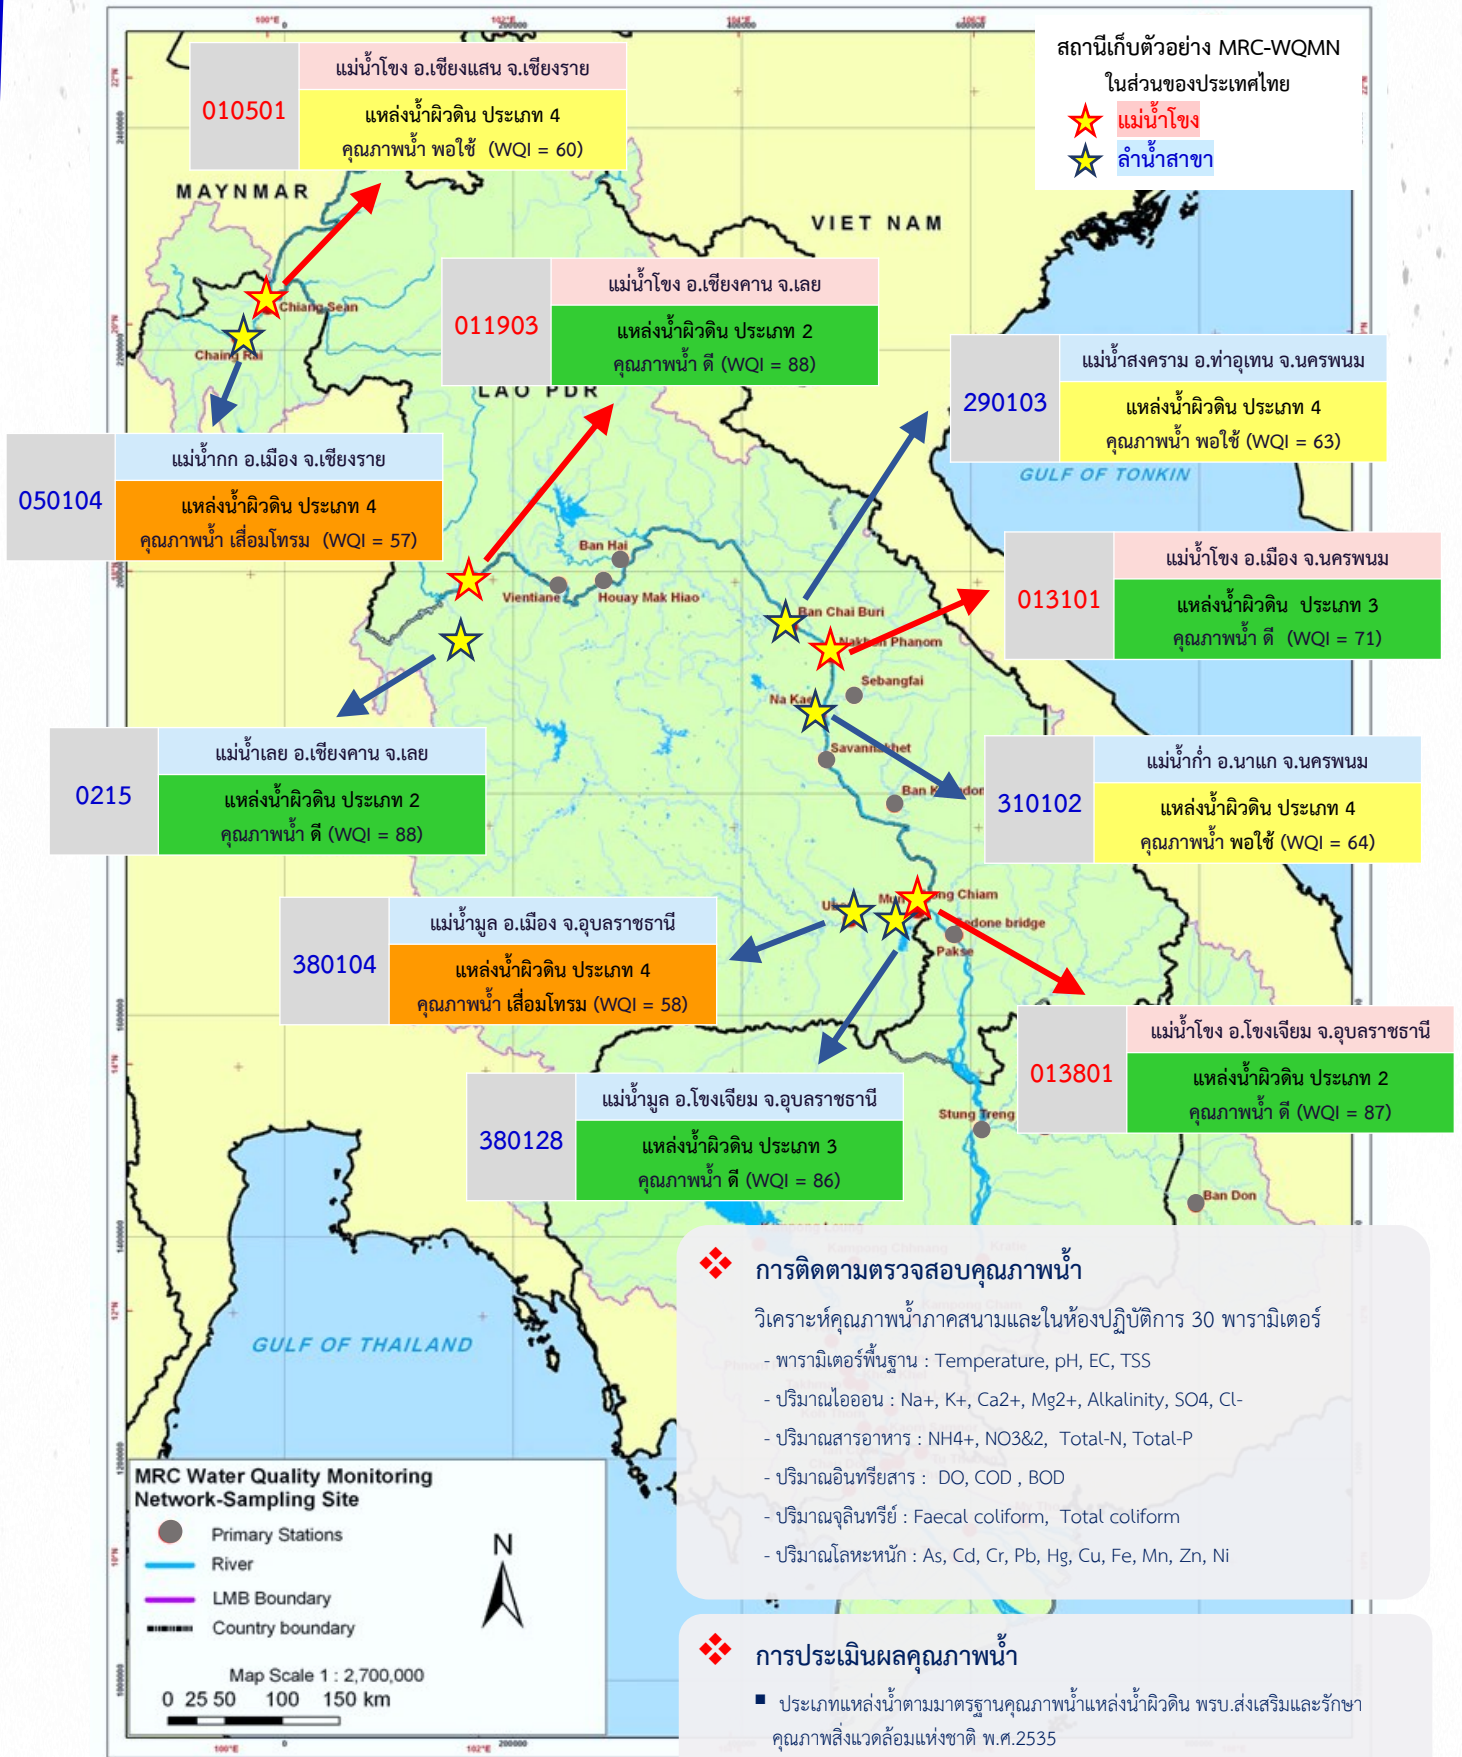 สถานีเก็บตัวอย่าง MRC-WQMN
ในส่วนของประเทศไทย
แม่น้ำโขง
ลำน้ำสาขา
010501
แม่น้ำโขง อ.เชียงแสน จ.เชียงราย
แหล่งน้ำผิวดิน ประเภท 4
คุณภาพน้ำ พอใช้ (WQI = 60)
MAYNMAR
VIET NAM
Chiang Sean
Chaing Rai
011903
แม่น้ำโขง อ.เชียงคาน จ.เลย
แหล่งน้ำผิวดิน ประเภท 2
คุณภาพน้ำ ดี (WQI = 88)
LAO PDR
290103
แม่น้ำสงคราม อ.ท่าอุเทน จ.นครพนม
แหล่งน้ำผิวดิน ประเภท 4
คุณภาพน้ำ พอใช้ (WQI = 63)
GULF OF TONKIN
050104
แม่น้ำกก อ.เมือง จ.เชียงราย
แหล่งน้ำผิวดิน ประเภท 4
คุณภาพน้ำ เสื่อมโทรม (WQI = 57)
Ban Hai
Vientiane
Houay Mak Hiao
Ban Chai Buri
Nakhon Phanom
013101
แม่น้ำโขง อ.เมือง จ.นครพนม
แหล่งน้ำผิวดิน ประเภท 3
คุณภาพน้ำ ดี (WQI = 71)
Sebangfai
Na Kae
Savannakhet
0215
แม่น้ำเลย อ.เชียงคาน จ.เลย
แหล่งน้ำผิวดิน ประเภท 2
คุณภาพน้ำ ดี (WQI = 88)
310102
แม่น้ำก่ำ อ.นาแก จ.นครพนม
แหล่งน้ำผิวดิน ประเภท 4
คุณภาพน้ำ พอใช้ (WQI = 64)
380104
แม่น้ำมูล อ.เมือง จ.อุบลราชธานี
แหล่งน้ำผิวดิน ประเภท 4
คุณภาพน้ำ เสื่อมโทรม (WQI = 58)
Pakse
013801
แม่น้ำโขง อ.โขงเจียม จ.อุบลราชธานี
แหล่งน้ำผิวดิน ประเภท 2
คุณภาพน้ำ ดี (WQI = 87)
380128
แม่น้ำมูล อ.โขงเจียม จ.อุบลราชธานี
แหล่งน้ำผิวดิน ประเภท 3
คุณภาพน้ำ ดี (WQI = 86)
Stung Treng
Ban Don
การติดตามตรวจสอบคุณภาพน้ำ
วิเคราะห์คุณภาพน้ำภาคสนามและในห้องปฏิบัติการ 30 พารามิเตอร์
- พารามิเตอร์พื้นฐาน : Temperature, pH, EC, TSS
- ปริมาณไอออน : Na+, K+, Ca2+, Mg2+, Alkalinity, SO4, Cl-
- ปริมาณสารอาหาร : NH4+, NO3&2, Total-N, Total-P
- ปริมาณอินทรียสาร : DO, COD , BOD
- ปริมาณจุลินทรีย์ : Faecal coliform, Total coliform
- ปริมาณโลหะหนัก : As, Cd, Cr, Pb, Hg, Cu, Fe, Mn, Zn, Ni
GULF OF THAILAND
MRC Water Quality Monitoring
Network-Sampling Site
Primary Stations
River
LMB Boundary
Country boundary
N
Map Scale 1 : 2,700,000
0 25 50 100 150 km
การประเมินผลคุณภาพน้ำ
■ ประเภทแหล่งน้ำตามมาตรฐานคุณภาพน้ำแหล่งน้ำผิวดิน พรบ.ส่งเสริมและรักษา
คุณภาพสิ่งแวดล้อมแห่งชาติ พ.ศ.2535